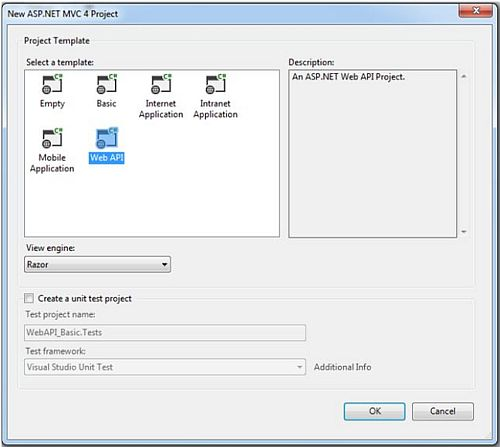 New ASP.NET MVC 4 Project
Project Template
Select a template:
Description:
An ASP.NET Web API Project.
Empty
Basic
Internet Application
Intranet Application
Mobile Application
Web API
View engine:
Razor
Create a unit test project
Test project name:
WebAPI_Basic.Tests
Test framework:
Visual Studio Unit Test
Additional Info
OK
Cancel